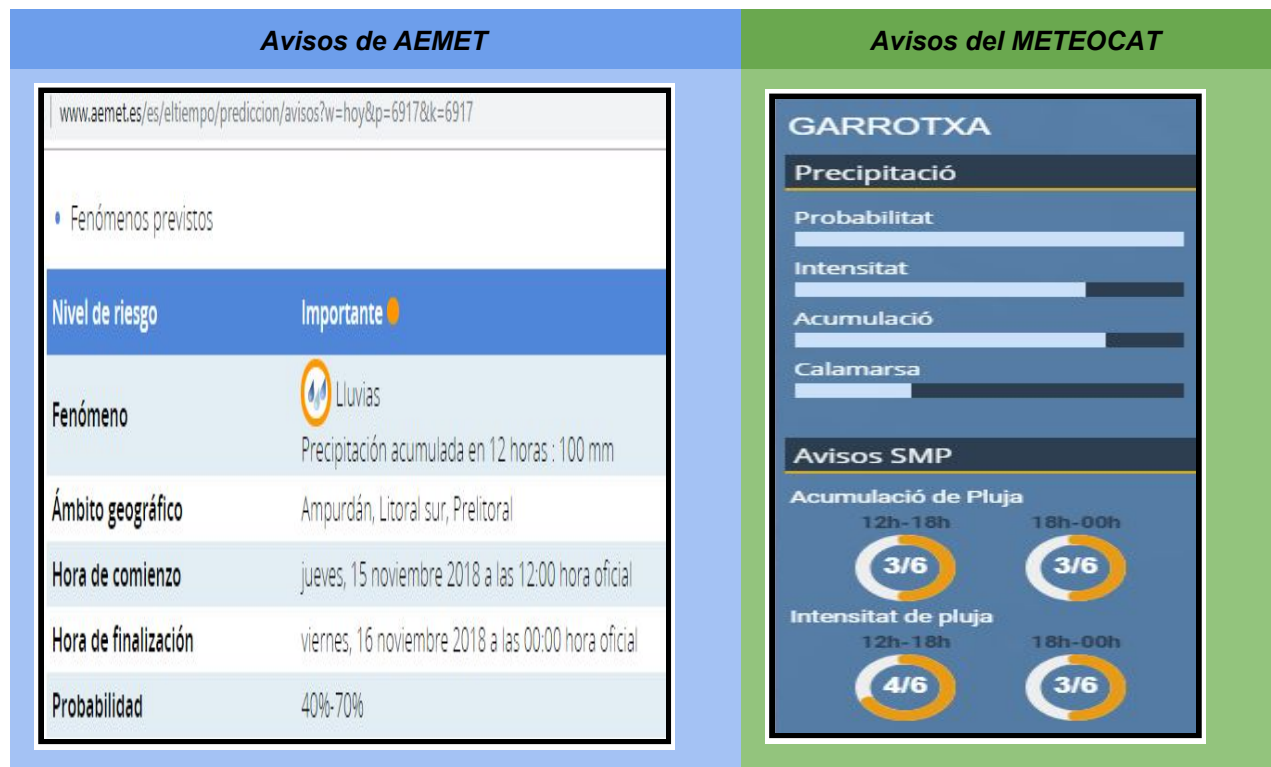 Avisos de AEMET
www.aemet.es/es/eltiempo/prediccion/avisos?w=hoy&p=6917&k=6917
• Fenómenos previstos
Nivel de riesgo Importante
Fenómeno Lluvias
Precipitación acumulada en 12 horas : 100 mm
Ámbito geográfico Ampurdán, Litoral sur, Prelitoral
Hora de comienzo jueves, 15 noviembre 2018 a las 12:00 hora oficial
Hora de finalización viernes, 16 noviembre 2018 a las 00:00 hora oficial
Probabilidad 40%-70%
Avisos del METEOCAT
GARROTXA
Precipitació
Probabilitat
Intensitat
Acumulació
Calamarsa
Avisos SMP
Acumulació de Pluja
12h-18h 18h-00h
3/6 3/6
Intensitat de pluja
12h-18h 18h-00h
4/6 3/6